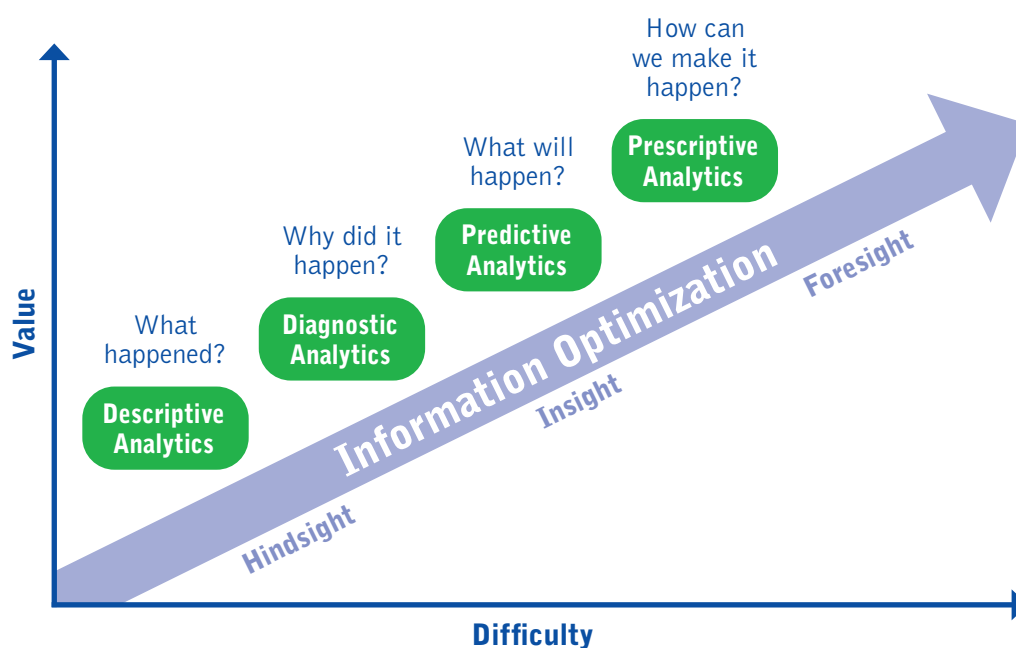 How can
we make it
happen?
Prescriptive
Analytics
What will
happen?
Predictive
Analytics
Why did it
happen?
Diagnostic
Analytics
What
happened?
Descriptive
Analytics
Value
Information Optimization
Hindsight
Insight
Foresight
Difficulty